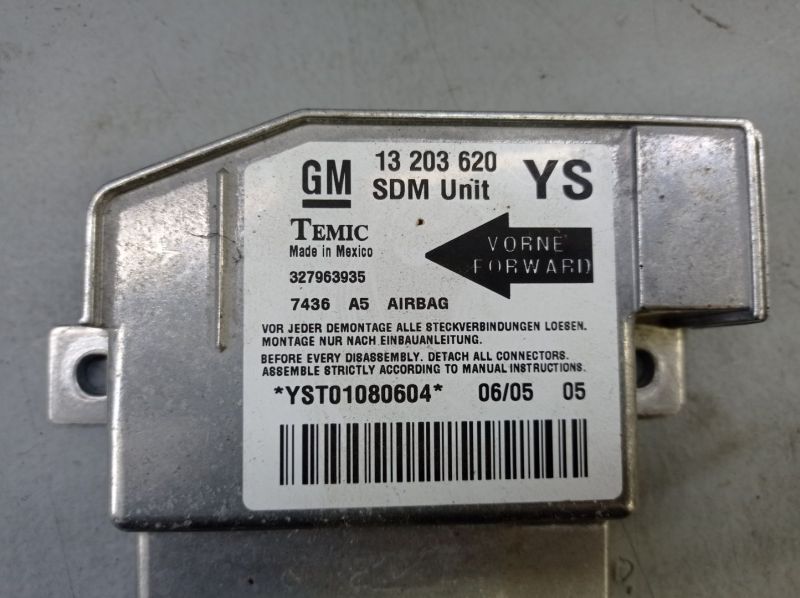 GM 13 203 620 YS
SDM Unit
TEMIC
Made in Mexico
VORNE
FORWARD
327963935
7436 A5 AIRBAG
VOR JEDER DEMONTAGE ALLE STECKVERBINDUNGEN LOESEN.
MONTAGE NUR NACH EINBAUANLEITUNG.
BEFORE EVERY DISASSEMBLY. DETACH ALL CONNECTORS.
ASSEMBLE STRICTLY ACCORDING TO MANUAL INSTRUCTIONS.
*YST01080604* 06/05 05